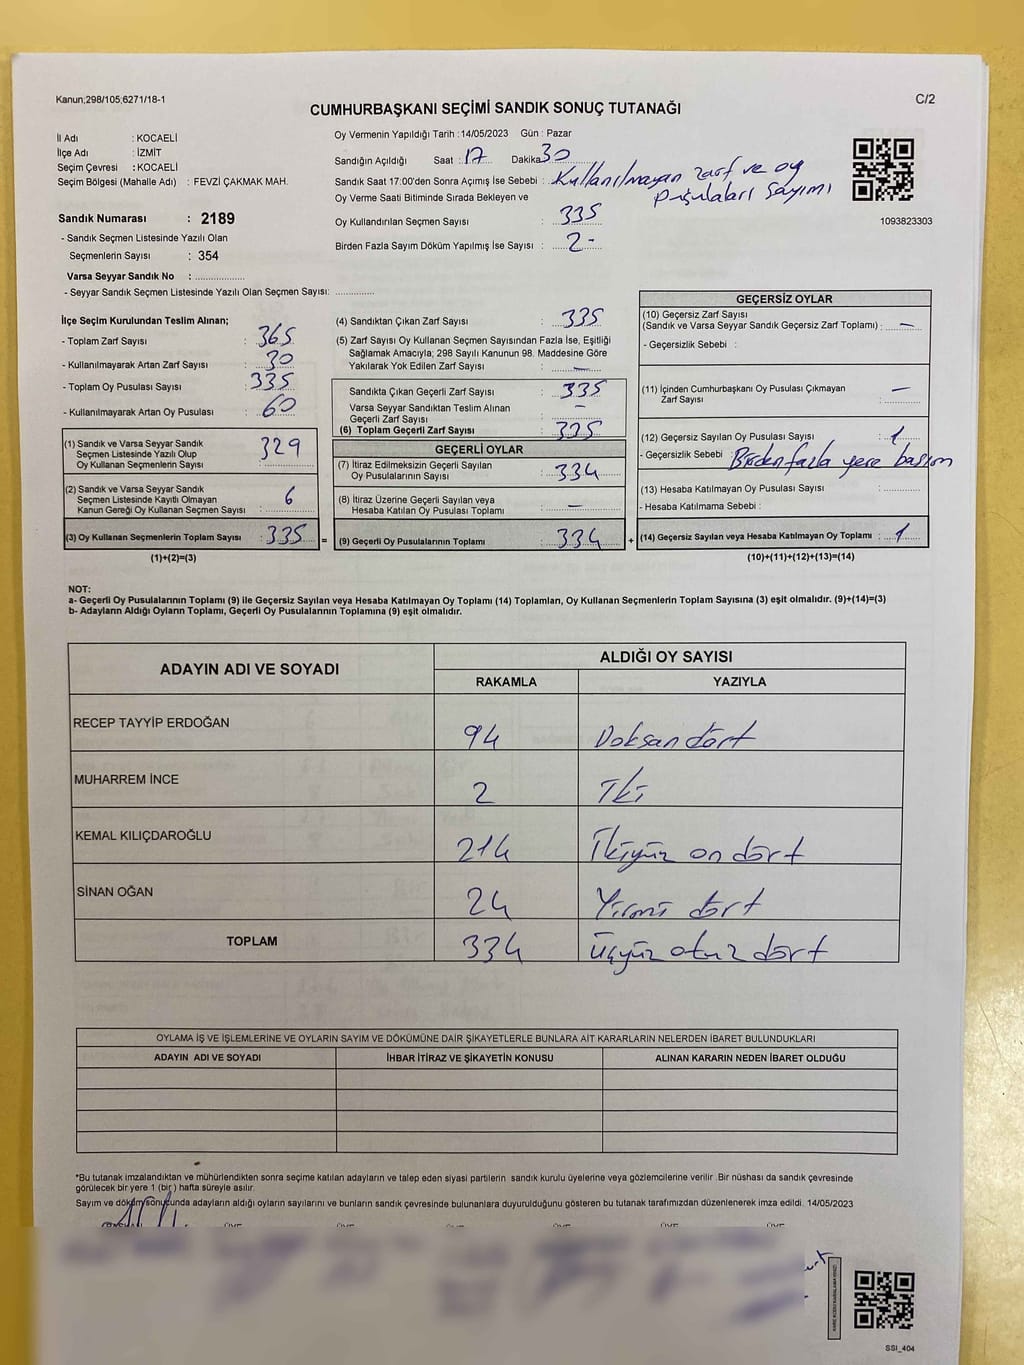 Kanun;298/105;6271/18-1
C/2
CUMHURBAŞKANI SEÇİMİ SANDIK SONUÇ TUTANAĞI
İl Adı : KOCAELİ
İlçe Adı : İZMİT
Seçim Çevresi : KOCAELİ
Seçim Bölgesi (Mahalle Adı) : FEVZİ ÇAKMAK MAH.
Sandık Numarası : 2189
- Sandık Seçmen Listesinde Yazılı Olan
Seçmenlerin Sayısı : 354
Varsa Seyyar Sandık No : ..............
- Seyyar Sandık Seçmen Listesinde Yazılı Olan Seçmen Sayısı: ..............
Oy Vermenin Yapıldığı Tarih : 14/05/2023 Gün : Pazar
Sandığın Açıldığı Saat : 17 Dakika 30
Sandık Saat 17:00'den Sonra Açımış İse Sebebi : Kullanılmayan zarf ve oy
pusulaları sayımı
Oy Verme Saati Bitiminde Sırada Bekleyen ve
Oy Kullandırılan Seçmen Sayısı : 335
Birden Fazla Sayım Döküm Yapılmış İse Sayısı : 2-
1093823303
İlçe Seçim Kurulundan Teslim Alınan;
- Toplam Zarf Sayısı : 365
- Kullanılmayarak Artan Zarf Sayısı : 30
- Toplam Oy Pusulası Sayısı : 335
- Kullanılmayarak Artan Oy Pusulası : 60
(1) Sandık ve Varsa Seyyar Sandık
Seçmen Listesinde Yazılı Olup
Oy Kullanan Seçmenlerin Sayısı : 329
(2) Sandık ve Varsa Seyyar Sandık
Seçmen Listesinde Kayıtlı Olmayan
Kanun Gereği Oy Kullanan Seçmen Sayısı : 6
(3) Oy Kullanan Seçmenlerin Toplam Sayısı : 335 =
(1)+(2)=(3)
(4) Sandıktan Çıkan Zarf Sayısı : 335
(5) Zarf Sayısı Oy Kullanan Seçmen Sayısından Fazla İse, Eşitliği
Sağlamak Amacıyla; 298 Sayılı Kanunun 98. Maddesine Göre
Yakılarak Yok Edilen Zarf Sayısı : —
Sandıkta Çıkan Geçerli Zarf Sayısı : 335
Varsa Seyyar Sandıktan Teslim Alınan
Geçerli Zarf Sayısı : —
(6) Toplam Geçerli Zarf Sayısı : 335
GEÇERLİ OYLAR
(7) İtiraz Edilmeksizin Geçerli Sayılan
Oy Pusulalarının Sayısı : 334
(8) İtiraz Üzerine Geçerli Sayılan veya
Hesaba Katılan Oy Pusulası Toplamı : —
(9) Geçerli Oy Pusulalarının Toplamı : 334 +
GEÇERSİZ OYLAR
(10) Geçersiz Zarf Sayısı
(Sandık ve Varsa Seyyar Sandık Geçersiz Zarf Toplamı) : —
- Geçersizlik Sebebi :
(11) İçinden Cumhurbaşkanı Oy Pusulası Çıkmayan
Zarf Sayısı : —
(12) Geçersiz Sayılan Oy Pusulası Sayısı : 1
- Geçersizlik Sebebi : Birden fazla yere basım
(13) Hesaba Katılmayan Oy Pusulası Sayısı : ............
- Hesaba Katılmama Sebebi :
(14) Geçersiz Sayılan veya Hesaba Katılmayan Oy Toplamı : 1
(10)+(11)+(12)+(13)=(14)
NOT:
a- Geçerli Oy Pusulalarının Toplamı (9) ile Geçersiz Sayılan veya Hesaba Katılmayan Oy Toplamı (14) Toplamları, Oy Kullanan Seçmenlerin Toplam Sayısına (3) eşit olmalıdır. (9)+(14)=(3)
b- Adayların Aldığı Oyların Toplamı, Geçerli Oy Pusulalarının Toplamına (9) eşit olmalıdır.
ADAYIN ADI VE SOYADI ALDIĞI OY SAYISI
RAKAMLA YAZIYLA
RECEP TAYYİP ERDOĞAN 94 Doksan dört
MUHARREM İNCE 2 İki
KEMAL KILIÇDAROĞLU 214 İkiyüz on dört
SİNAN OĞAN 24 Yirmi dört
TOPLAM 334 Üçyüz otuz dört
OYLAMA İŞ VE İŞLEMLERİNE VE OYLARIN SAYIM VE DÖKÜMÜNE DAİR ŞİKAYETLERLE BUNLARA AİT KARARLARIN NELERDEN İBARET BULUNDUKLARI
ADAYIN ADI VE SOYADI İHBAR İTİRAZ VE ŞİKAYETİN KONUSU ALINAN KARARIN NEDEN İBARET OLDUĞU
*Bu tutanak imzalandıktan ve mühürlendikten sonra seçime katılan adayların ve talep eden siyasi partilerin sandık kurulu üyelerine veya gözlemcilerine verilir. Bir nüshası da sandık çevresinde
görülecek bir yere 1 (bir) hafta süreyle asılır.
Sayım ve döküm sonucunda adayların aldığı oyların sayılarını ve bunların sandık çevresinde bulunanlara duyurulduğunu gösteren bu tutanak tarafımızdan düzenlenerek imza edildi. 14/05/2023
SSI_404